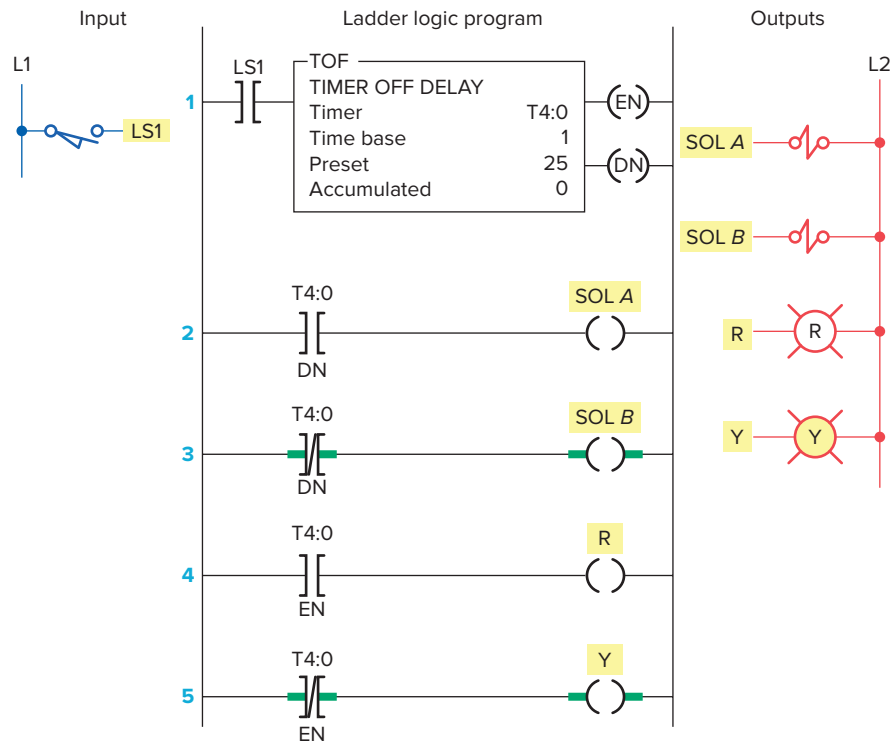 Input
Ladder logic program
Outputs
L1
L2
LS1
LS1
1
TOF
TIMER OFF DELAY
Timer T4:0
Time base 1
Preset 25
Accumulated 0
EN
DN
SOL A
SOL B
R R
Y Y
T4:0
SOL A
2
DN
T4:0
SOL B
3
DN
T4:0
R
4
EN
T4:0
Y
5
EN